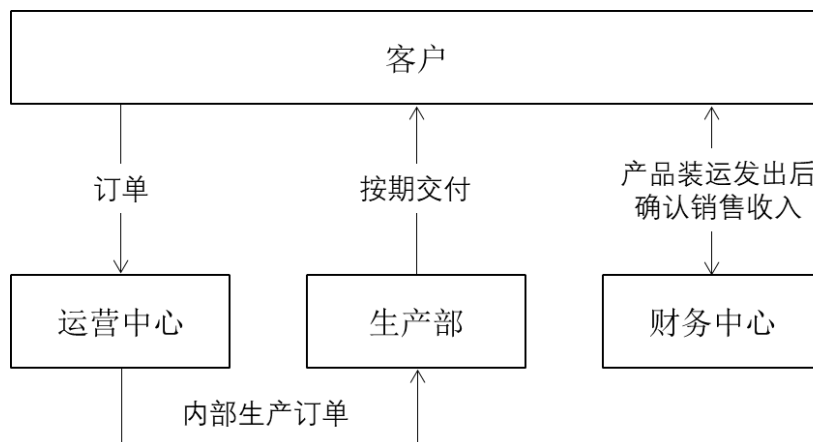 客户
订单
按期交付
产品装运发出后
确认销售收入
运营中心
生产部
财务中心
内部生产订单